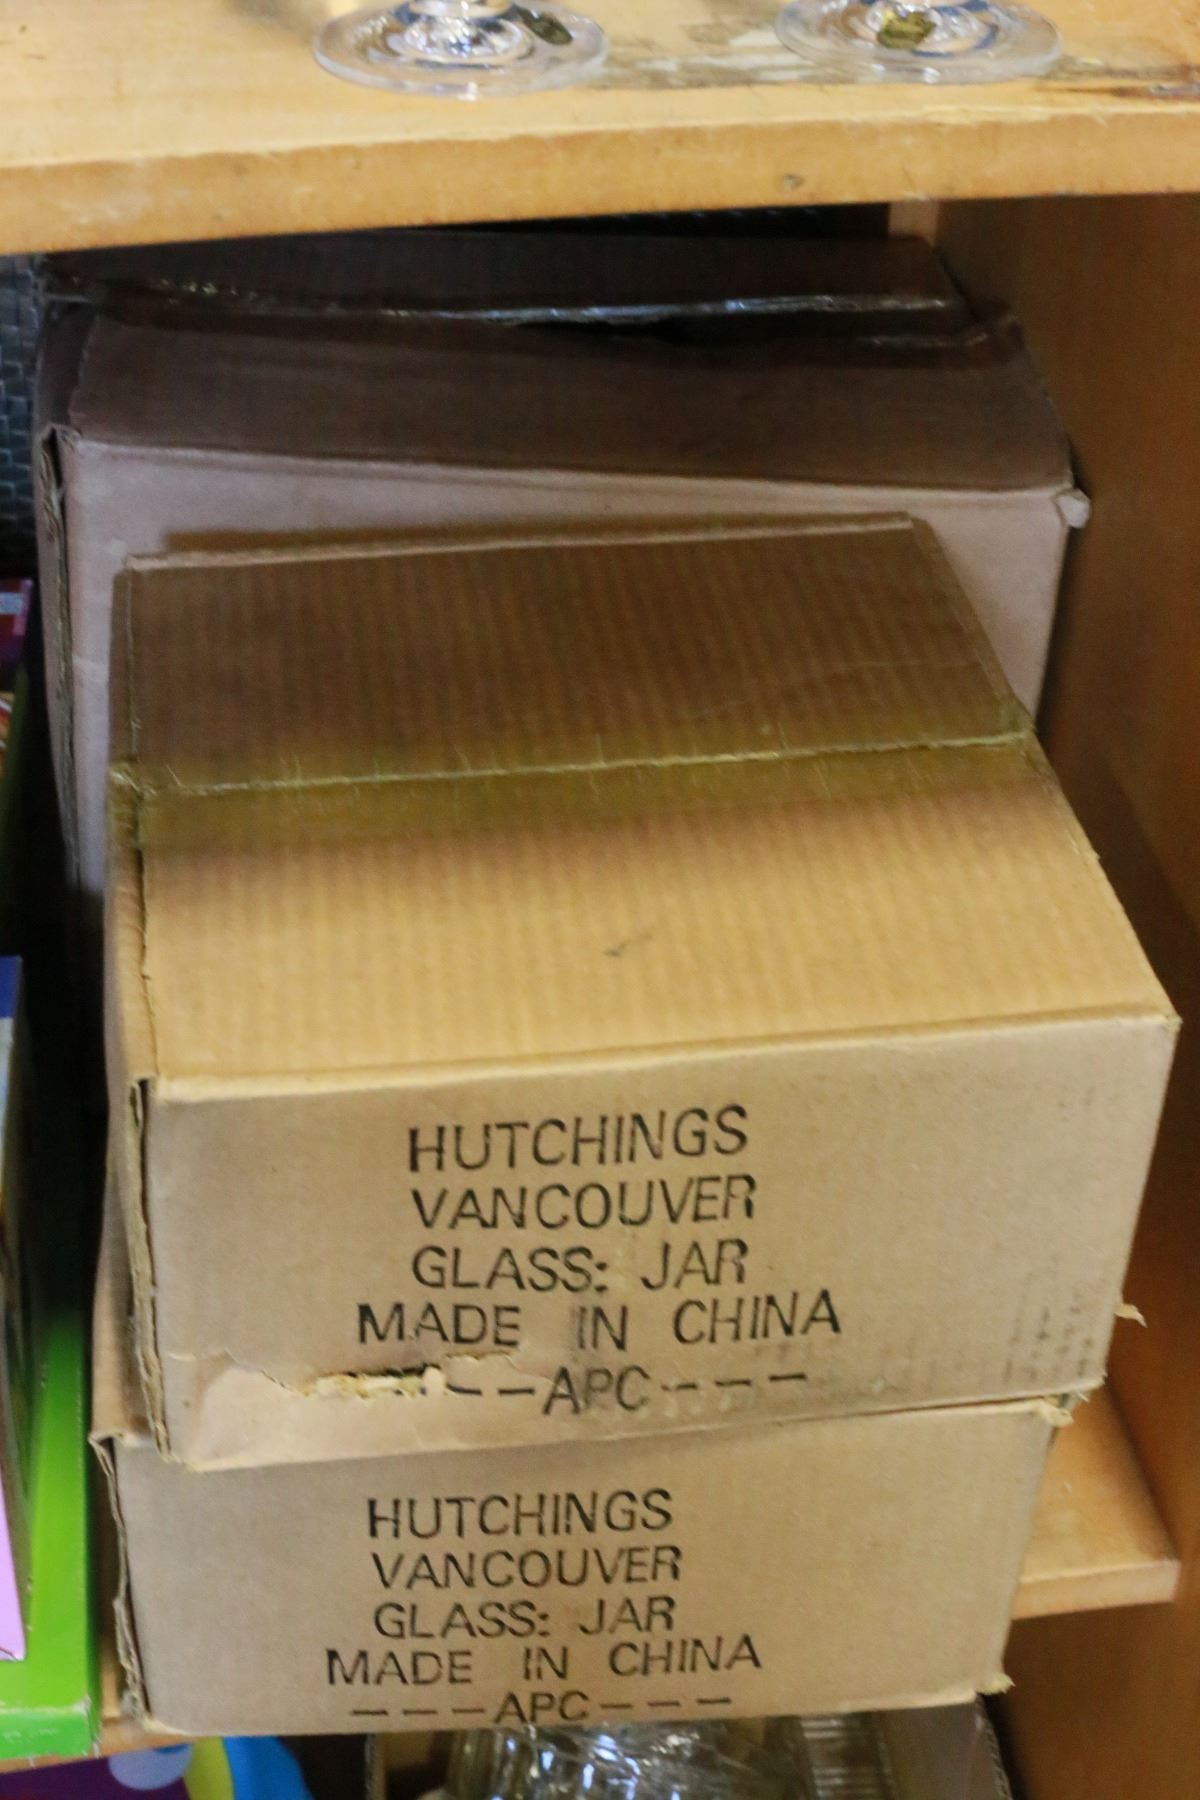 HUTCHINGS
VANCOUVER
GLASS: JAR
MADE IN CHINA
---APC---
HUTCHINGS
VANCOUVER
GLASS: JAR
MADE IN CHINA
---APC---